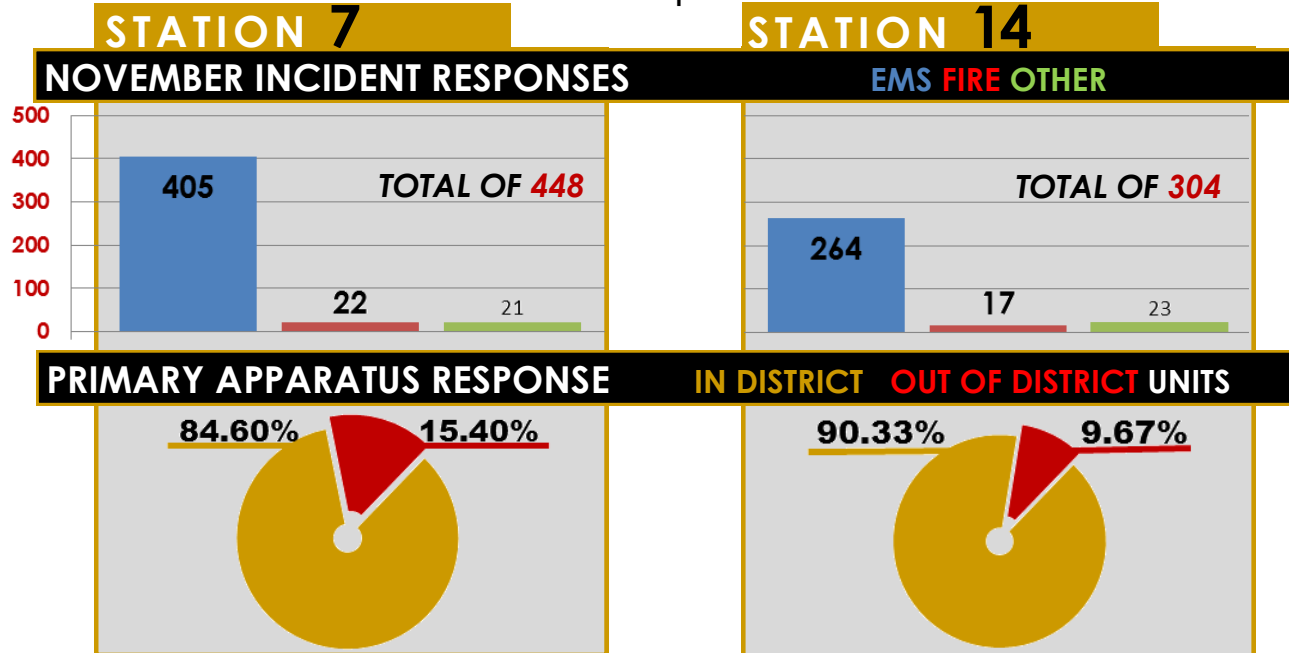 STATION 7
STATION 14
NOVEMBER INCIDENT RESPONSES
EMS FIRE OTHER
500
400
300
200
100
0
405
TOTAL OF 448
22
21
264
TOTAL OF 304
17
23
PRIMARY APPARATUS RESPONSE
IN DISTRICT OUT OF DISTRICT UNITS
84.60%
15.40%
90.33%
9.67%